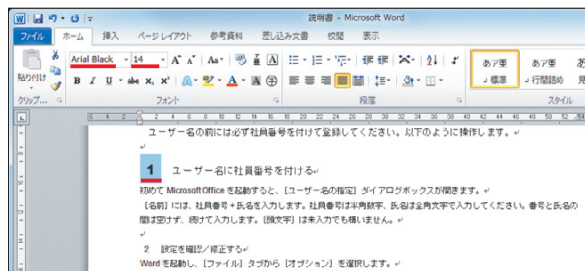 説明書 - Microsoft Word
ファイル ホーム 挿入 ページ レイアウト 参考資料 差し込み文書 校閲 表示
Arial Black 14 A A Aa
貼り付け B I U abc x, x² A A
あア亜 あア亜
標準 行間詰め
クリップ... フォント 段落 スタイル
ユーザー名の前には必ず社員番号を付けて登録してください。以下のように操作します。
1 ユーザー名に社員番号を付ける
初めて Microsoft Office を起動すると、[ユーザー名の指定] ダイアログボックスが開きます。
[名前] には、社員番号+氏名を入力します。社員番号は半角数字、氏名は全角文字で入力してください。番号と氏名の
間は空けず、続けて入力します。[頭文字] は未入力でも構いません。
2 設定を確認/修正する
Word を起動し、[ファイル] タブから [オプション] を選択します。